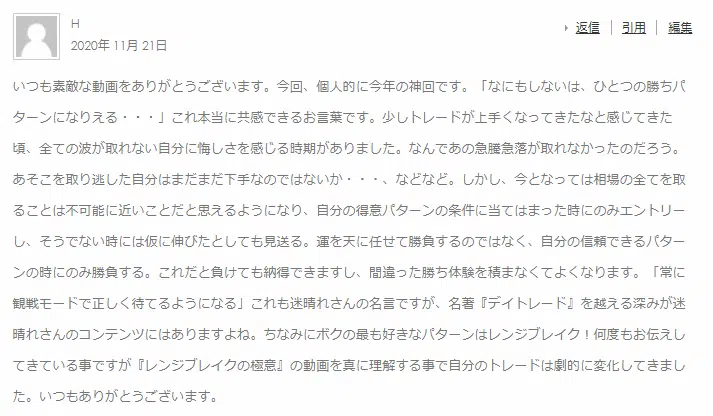 H
2020年 11月 21日
返信 引用 編集
いつも素敵な動画をありがとうございます。今回、個人的に今年の神回です。「なにもしないは、ひとつの勝ちパ
ターンになりえる・・・」これ本当に共感できるお言葉です。少しトレードが上手くなってきたなと感じてきた
頃、全ての波が取れない自分に悔しさを感じる時期がありました。なんであの急騰急落が取れなかったのだろう。
あそこを取り逃した自分はまだまだ下手なのではないか・・・、などなど。しかし、今となっては相場の全てを取
ることは不可能に近いことだと思えるようになり、自分の得意パターンの条件に当てはまった時にのみエントリー
し、そうでない時には仮に伸びたとしても見送る。運を天に任せて勝負するのではなく、自分の信頼できるパター
ンの時にのみ勝負する。これだと負けても納得できますし、間違った勝ち体験を積まなくてよくなります。「常に
観戦モードで正しく待てるようになる」これも迷晴れさんの名言ですが、名著『デイトレード』を越える深みが迷
晴れさんのコンテンツにはありますよね。ちなみにボクの最も好きなパターンはレンジブレイク！何度もお伝えし
てきている事ですが『レンジブレイクの極意』の動画を真に理解する事で自分のトレードは劇的に変化してきまし
た。いつもありがとうございます。